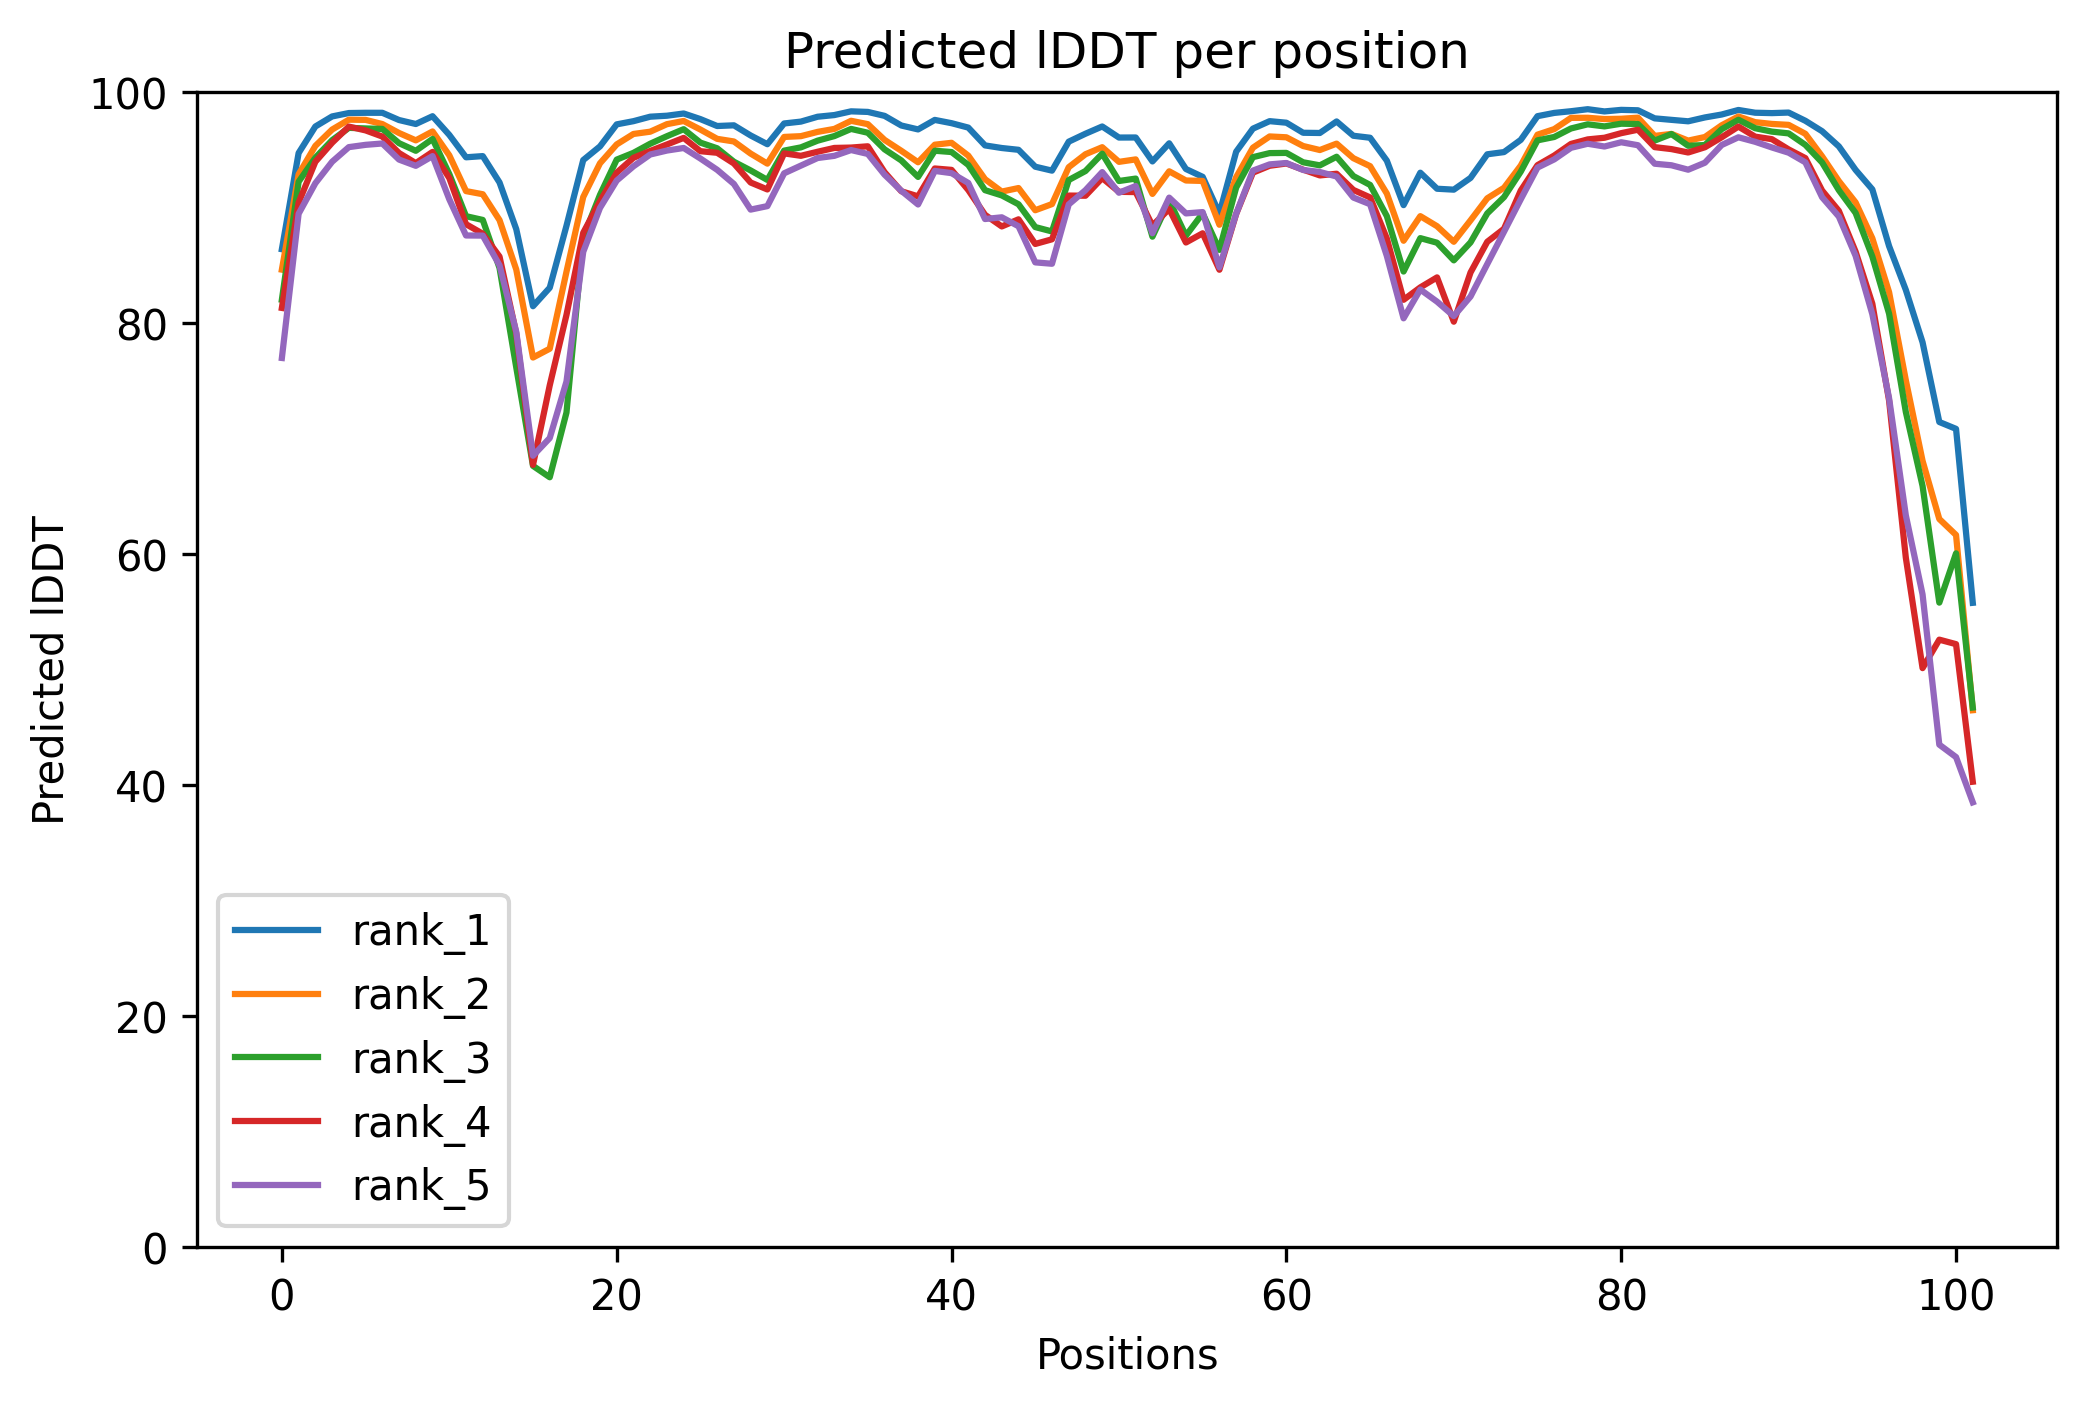 Predicted lDDT per position
100
80
60
40
20
0
Predicted lDDT
rank_1
rank_2
rank_3
rank_4
rank_5
0 20 40 60 80 100
Positions